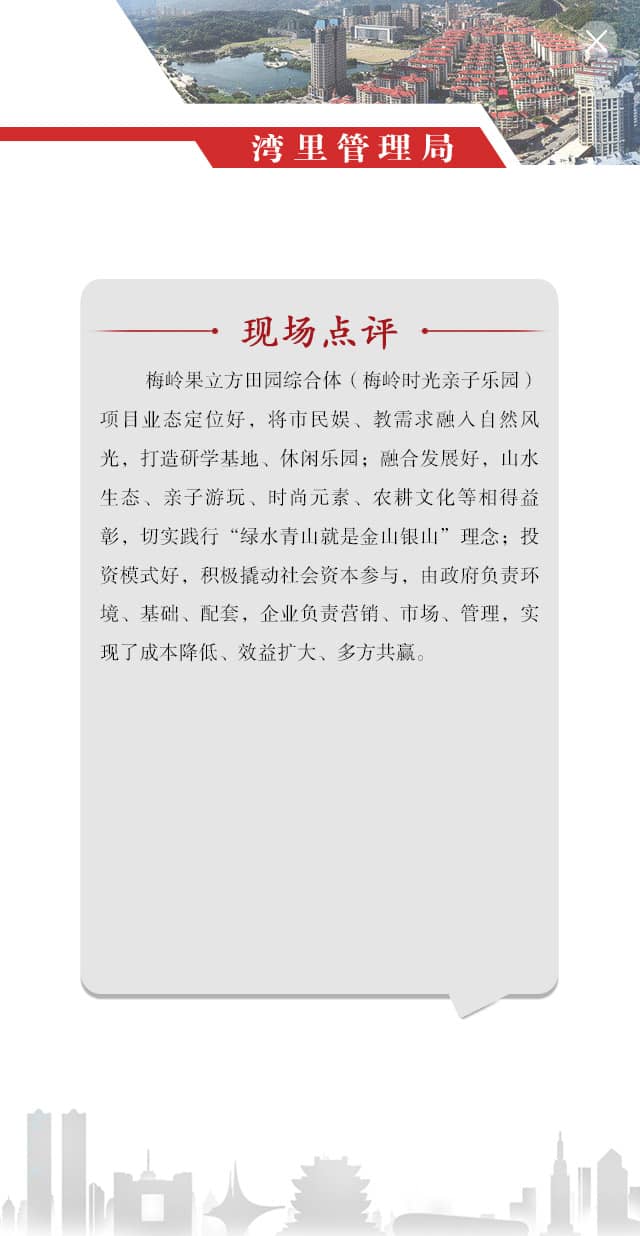 湾里管理局
现场点评
梅岭果立方田园综合体（梅岭时光亲子乐园）
项目业态定位好，将市民娱、教需求融入自然风
光，打造研学基地、休闲乐园；融合发展好，山水
生态、亲子游玩、时尚元素、农耕文化等相得益
彰，切实践行“绿水青山就是金山银山”理念；投
资模式好，积极撬动社会资本参与，由政府负责环
境、基础、配套，企业负责营销、市场、管理，实
现了成本降低、效益扩大、多方共赢。